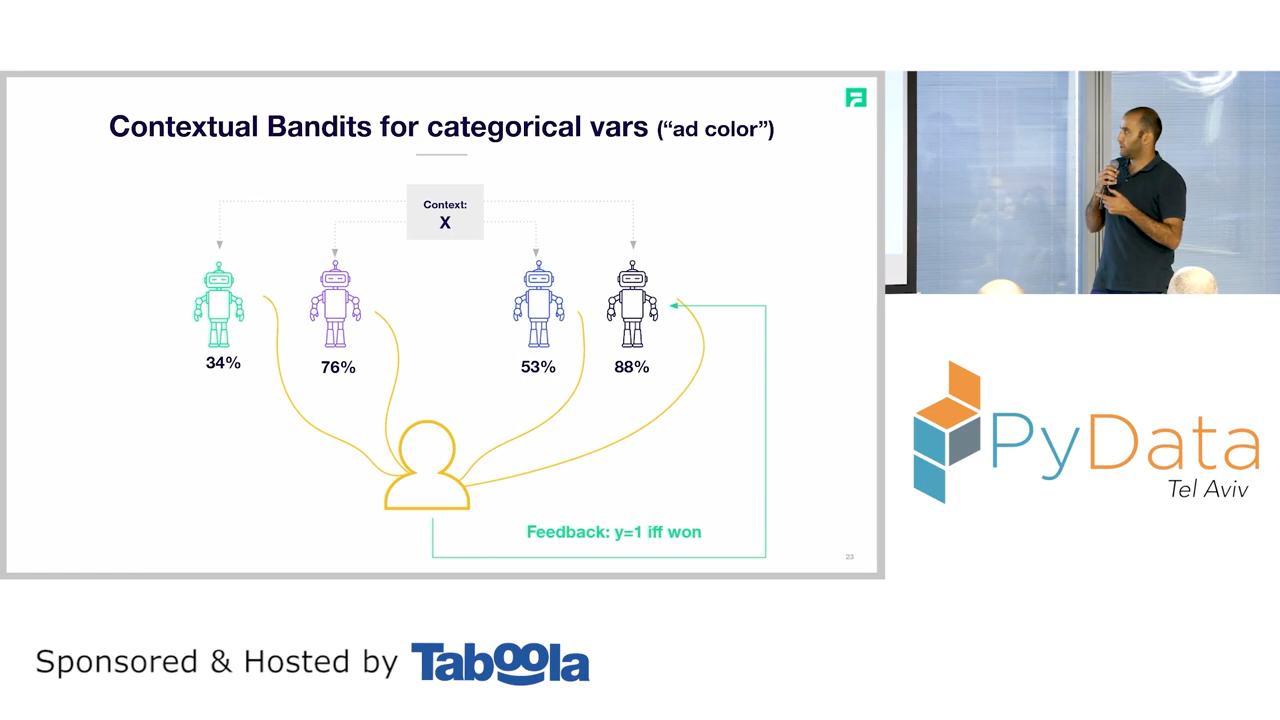 Contextual Bandits for categorical vars (“ad color”)
Context:
X
34%
76%
53%
88%
Feedback: y=1 iff won
23
PyData
Tel Aviv
Sponsored & Hosted by Taboola